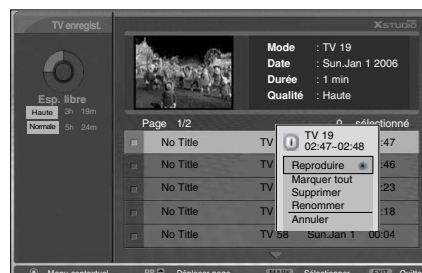 TV enregist.
XSTUDIO
Mode : TV 19
Date : Sun.Jan 1 2006
Durée : 1 min
Qualité : Haute
Esp. libre
Haute 3h 19m
Normale 5h 24m
Page 1/2 0 sélectionné
TV 19
02:47~02:48
Reproduire
Marquer tout
Supprimer
Renommer
Annuler
No Title TV :47
No Title TV :46
No Title TV :23
No Title TV :18
No Title TV 58 Sun.Jan 1 00:04
Menu contextuel Déplacer page Sélectionner EXIT Quitte